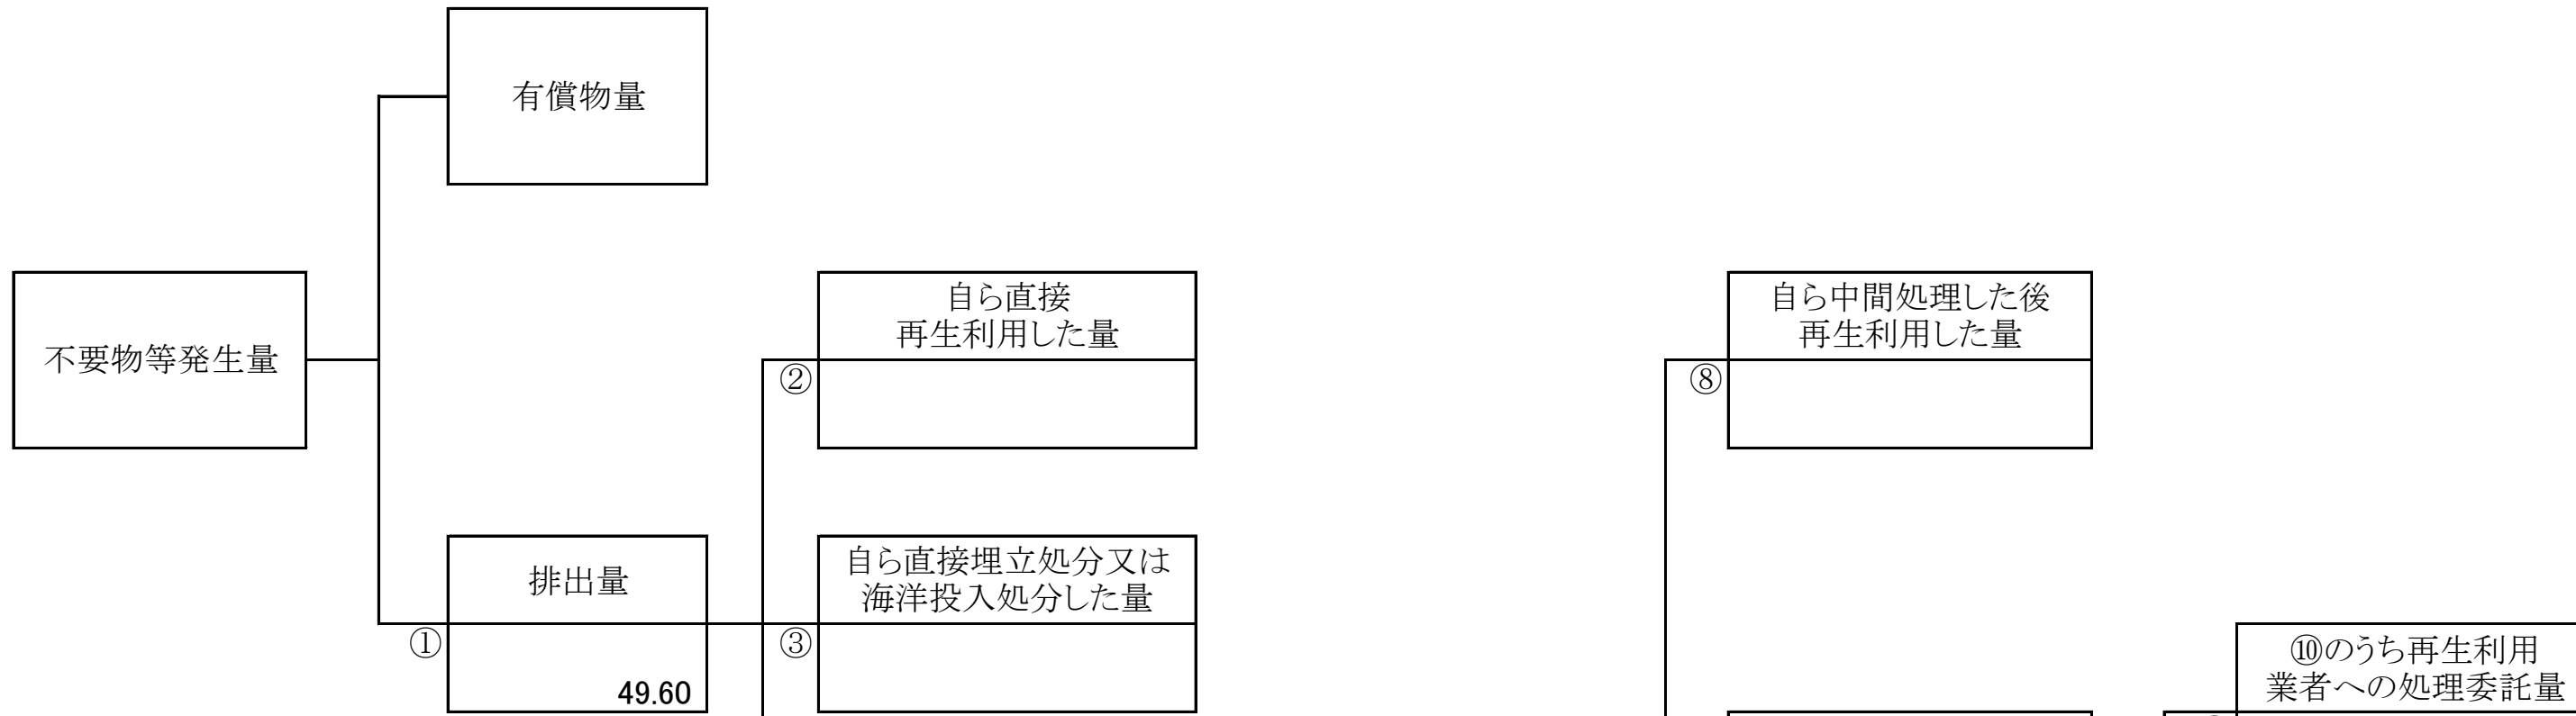 有償物量
不要物等発生量
自ら直接
再生利用した量
②
自ら中間処理した後
再生利用した量
⑧
排出量
①
49.60
自ら直接埋立処分又は
海洋投入処分した量
③
⑩のうち再生利用
業者への処理委託量